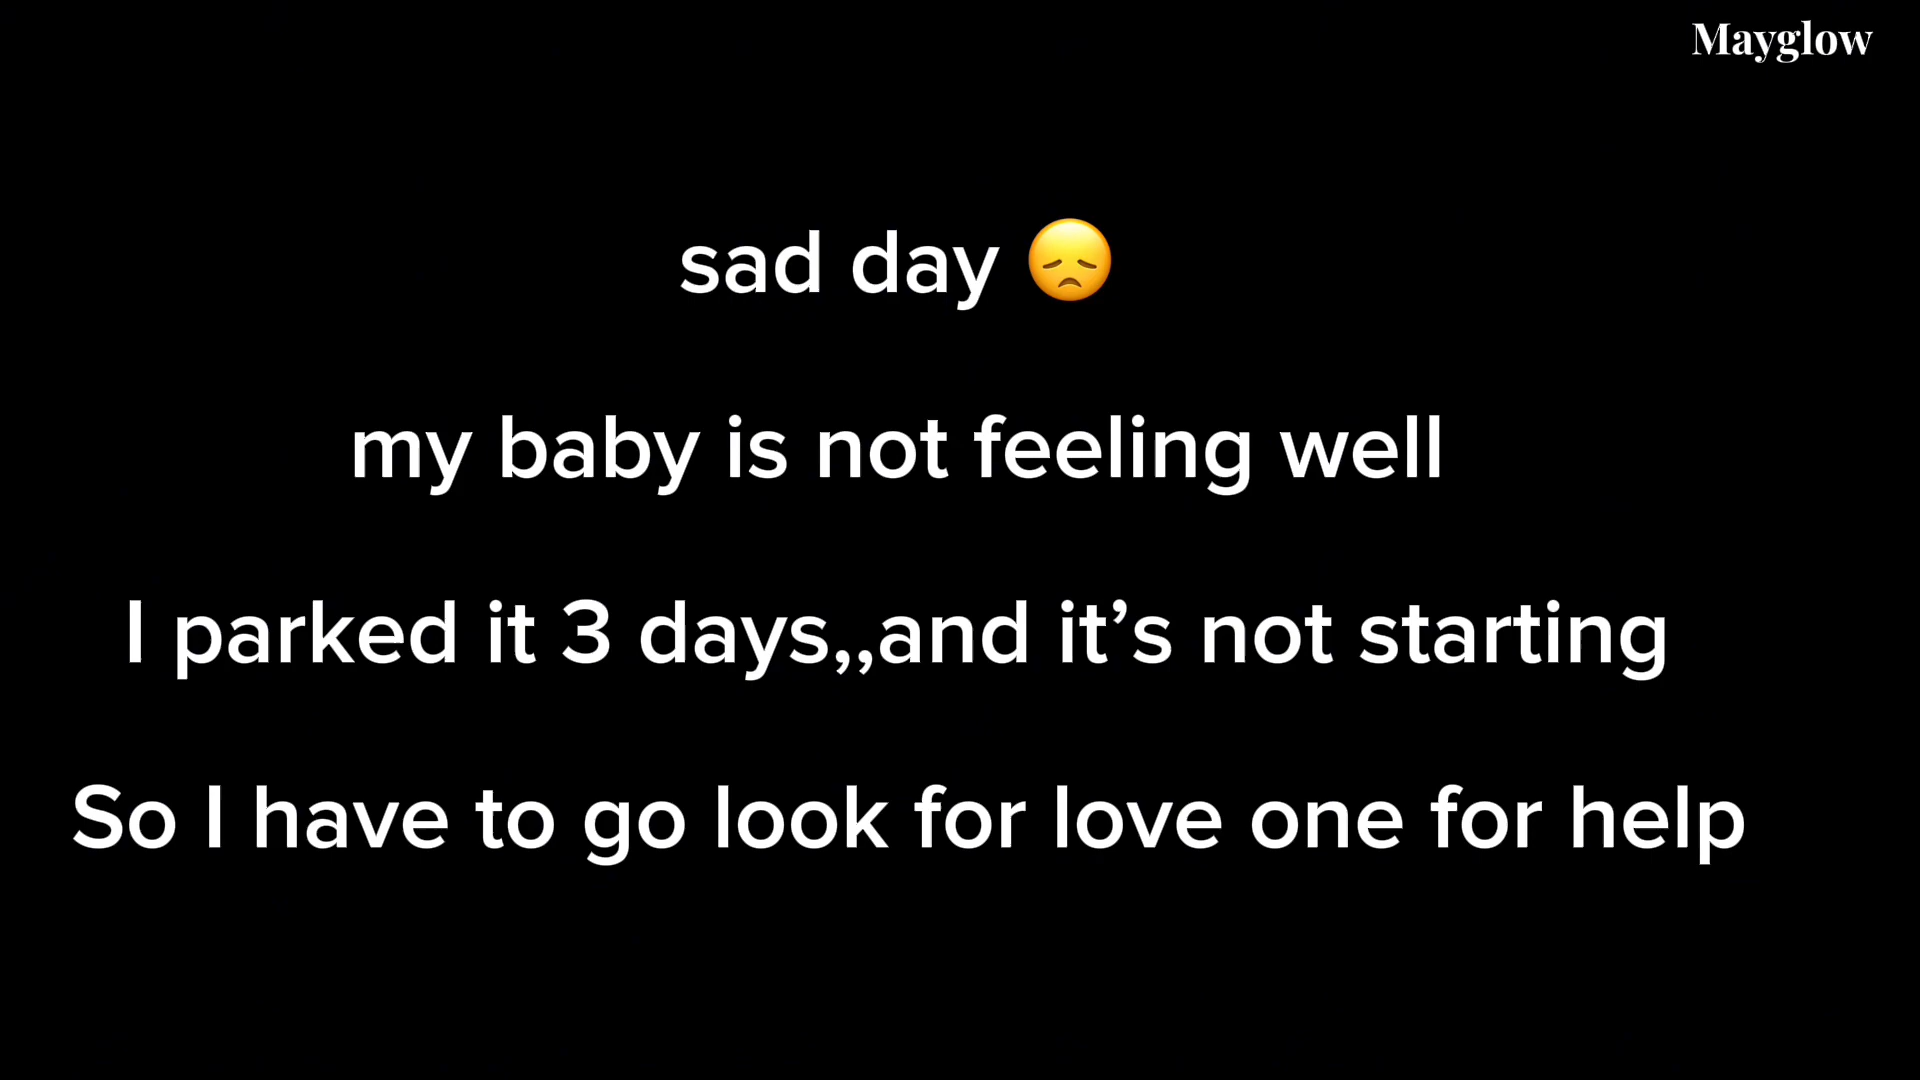 Mayglow
sad day 😞
my baby is not feeling well
I parked it 3 days,,and it’s not starting
So I have to go look for love one for help